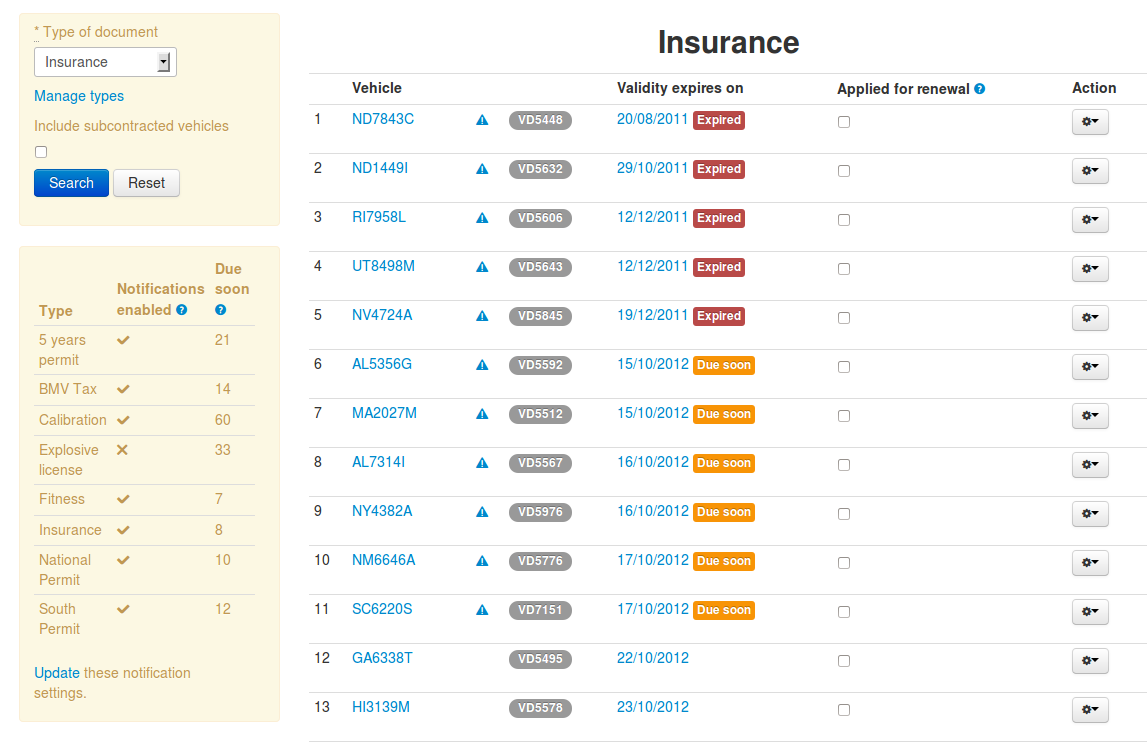 * Type of document
Insurance
Manage types
Include subcontracted vehicles
Search Reset
Type Notifications enabled Due soon
5 years permit 21
BMV Tax 14
Calibration 60
Explosive license 33
Fitness 7
Insurance 8
National Permit 10
South Permit 12
Update these notification
settings.
Insurance
Vehicle Validity expires on Applied for renewal Action
1 ND7843C VD5448 20/08/2011 Expired
2 ND1449I VD5632 29/10/2011 Expired
3 RI7958L VD5606 12/12/2011 Expired
4 UT8498M VD5643 12/12/2011 Expired
5 NV4724A VD5845 19/12/2011 Expired
6 AL5356G VD5592 15/10/2012 Due soon
7 MA2027M VD5512 15/10/2012 Due soon
8 AL7314I VD5567 16/10/2012 Due soon
9 NY4382A VD5976 16/10/2012 Due soon
10 NM6646A VD5776 17/10/2012 Due soon
11 SC6220S VD7151 17/10/2012 Due soon
12 GA6338T VD5495 22/10/2012
13 HI3139M VD5578 23/10/2012